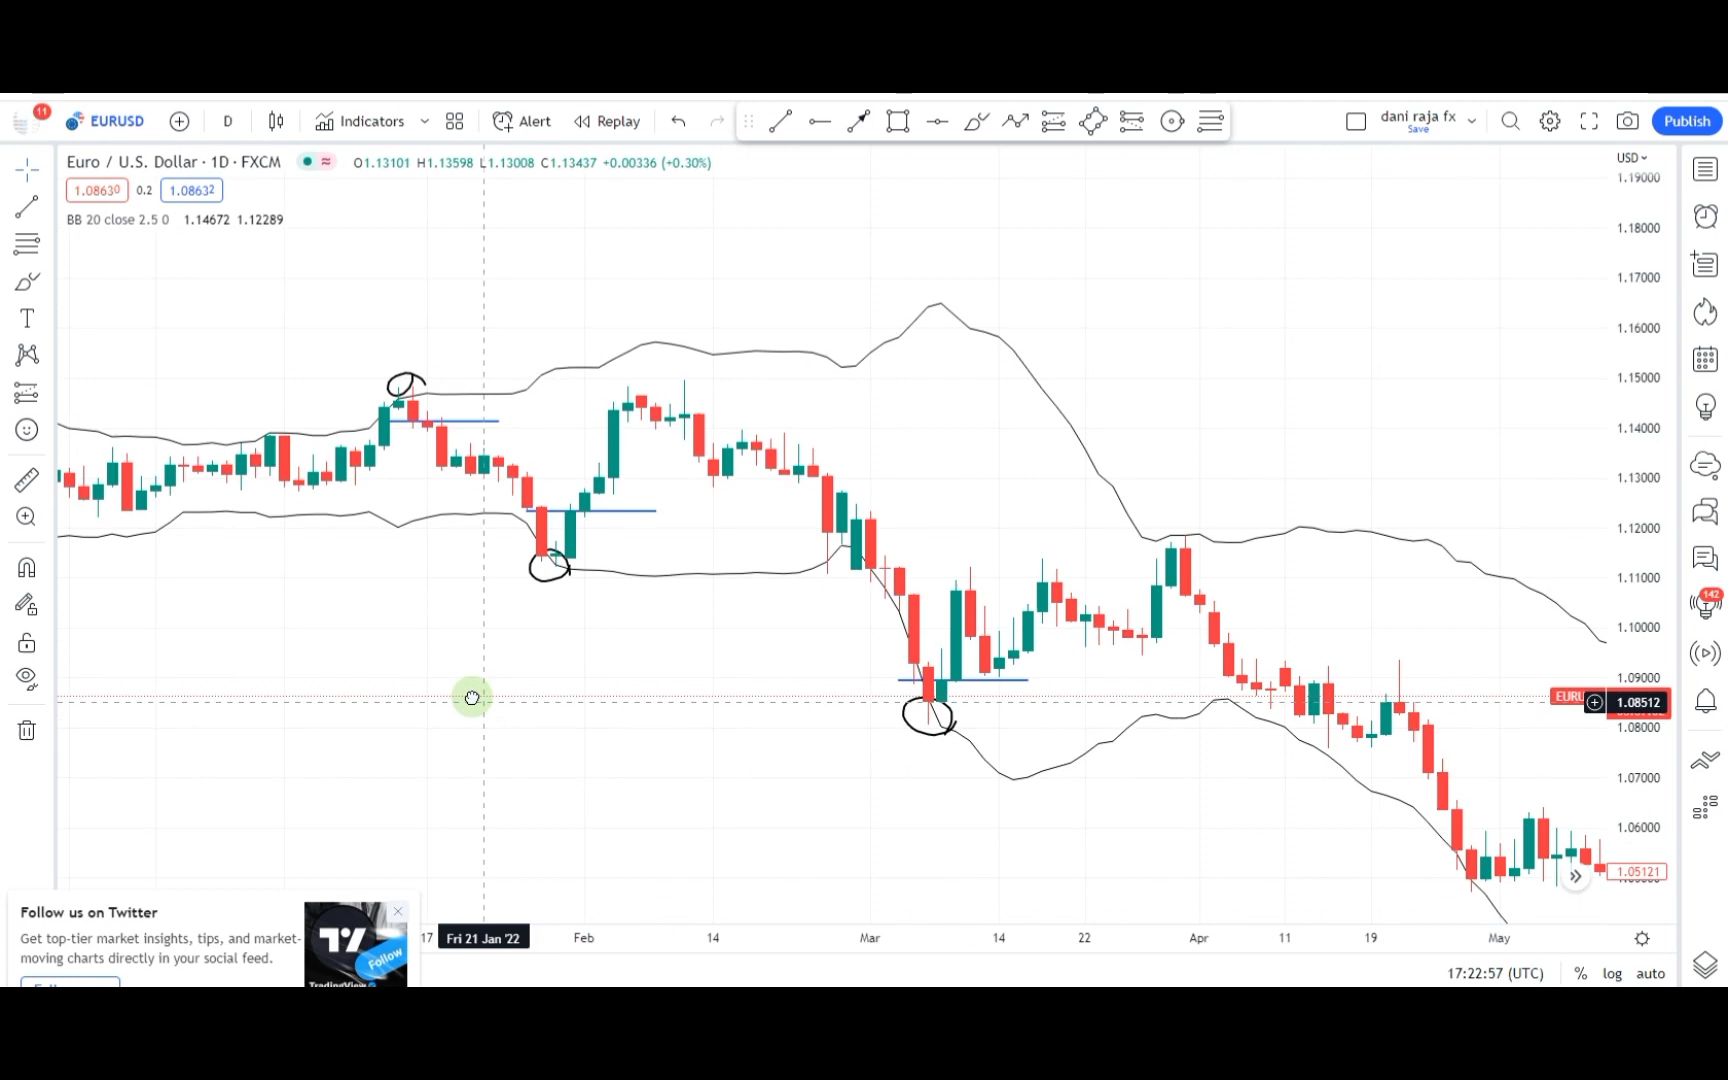 11
EURUSD
D
Indicators
Alert
Replay
dani raja fx
Save
Publish
Euro / U.S. Dollar · 1D · FXCM
O1.13101 H1.13598 L1.13008 C1.13437 +0.00336 (+0.30%)
1.08630 0.2 1.08632
BB 20 close 2.5 0 1.14672 1.12289
USD
1.19000
1.18000
1.17000
1.16000
1.15000
1.14000
1.13000
1.12000
1.11000
1.10000
1.09000
EURU
1.08512
1.08000
1.07000
1.06000
1.05121
142
Follow us on Twitter
Get top-tier market insights, tips, and market-
moving charts directly in your social feed.
Follow
TradingView
17 Fri 21 Jan '22 Feb 14 Mar 14 22 Apr 11 19 May
17:22:57 (UTC) % log auto